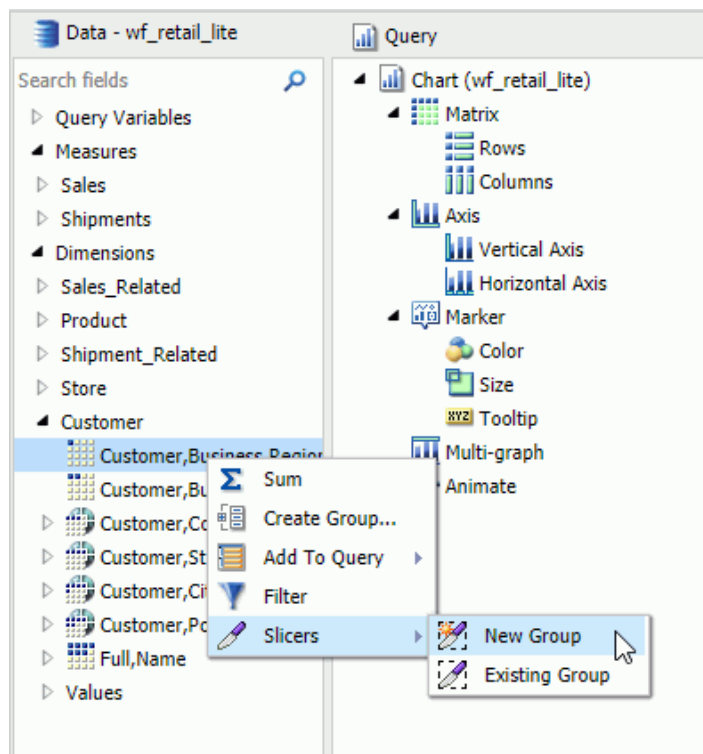 Data - wf_retail_lite
Search fields
Query Variables
Measures
Sales
Shipments
Dimensions
Sales_Related
Product
Shipment_Related
Store
Customer
Customer,Business Region
Customer,Bu
Customer,Co
Customer,St
Customer,Ci
Customer,Po
Full,Name
Values
Query
Chart (wf_retail_lite)
Matrix
Rows
Columns
Axis
Vertical Axis
Horizontal Axis
Marker
Color
Size
XYZ Tooltip
Multi-graph
Animate
Sum
Create Group...
Add To Query
Filter
Slicers
New Group
Existing Group